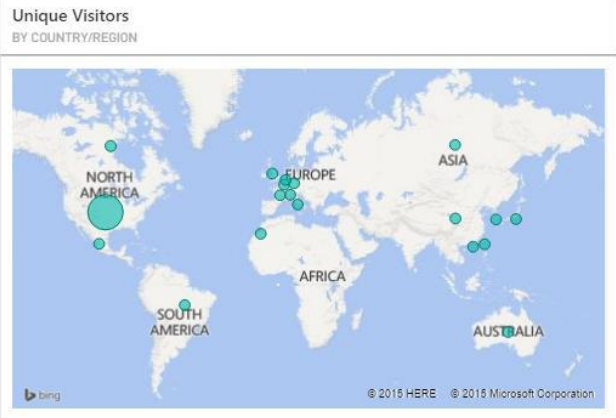 Unique Visitors
BY COUNTRY/REGION
NORTH
AMERICA
EUROPE
ASIA
AFRICA
SOUTH
AMERICA
AUSTRALIA
bing
© 2015 HERE © 2015 Microsoft Corporation